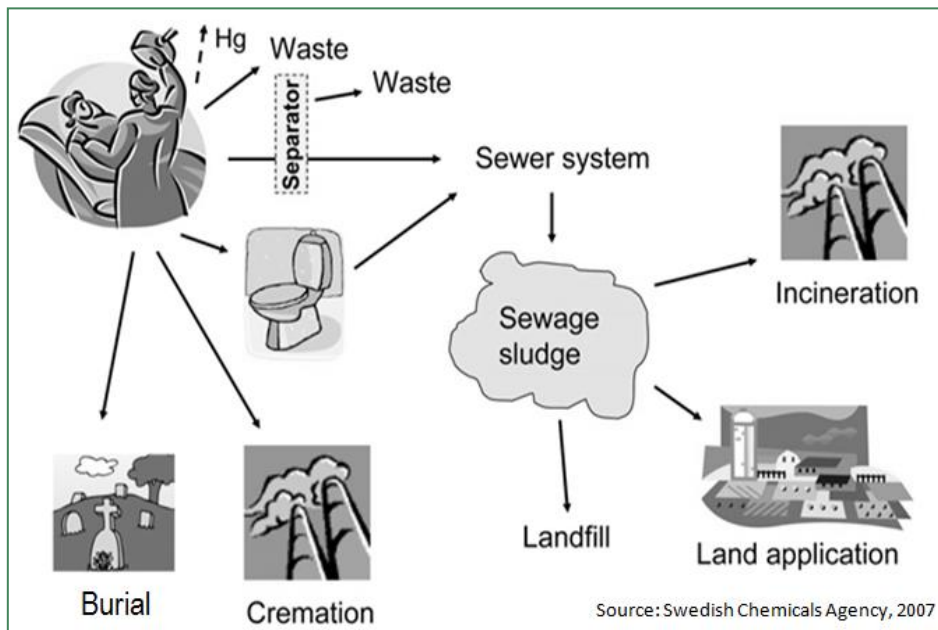 Hg
Waste
Waste
Separator
Sewer system
Incineration
Sewage
sludge
Landfill
Land application
Burial
Cremation
Source: Swedish Chemicals Agency, 2007